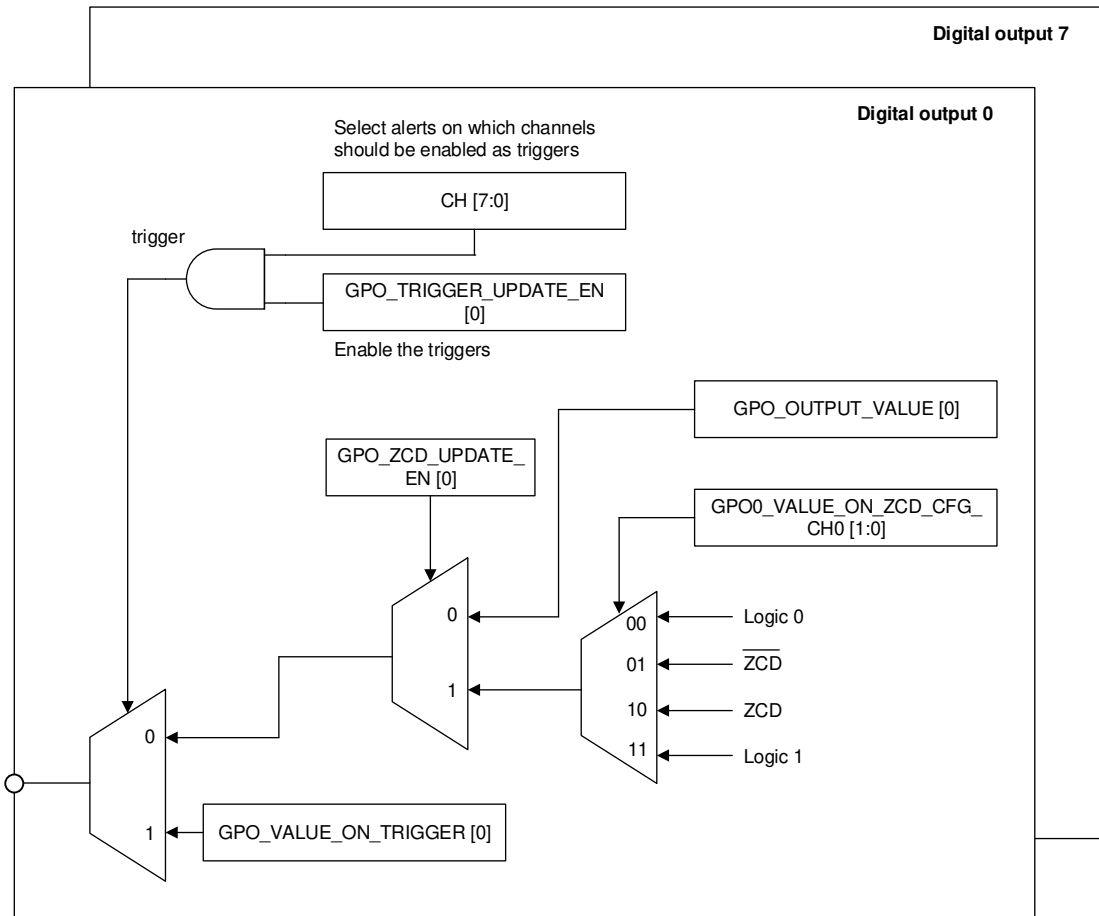 Digital output 7
Digital output 0
Select alerts on which channels
should be enabled as triggers
CH [7:0]
trigger
GPO_TRIGGER_UPDATE_EN
[0]
Enable the triggers
GPO_OUTPUT_VALUE [0]
GPO_ZCD_UPDATE_
EN [0]
GPO0_VALUE_ON_ZCD_CFG_
CH0 [1:0]
0
1
00
01
10
11
Logic 0
Z̅C̅D̅
ZCD
Logic 1
0
1
GPO_VALUE_ON_TRIGGER [0]